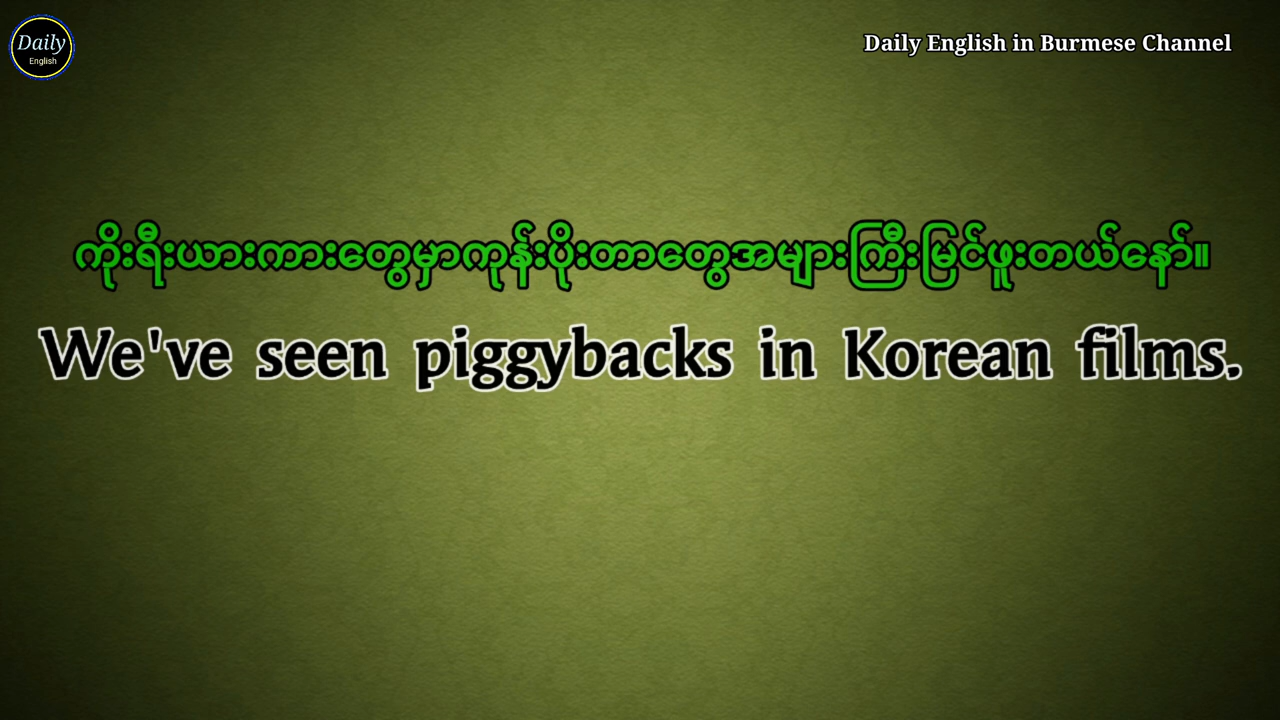 Daily
English
Daily English in Burmese Channel
ကိုးရီးယားကားတွေမှာကုန်းပိုးတာတွေအများကြီးမြင်ဖူးတယ်နော်။
We've seen piggybacks in Korean films.